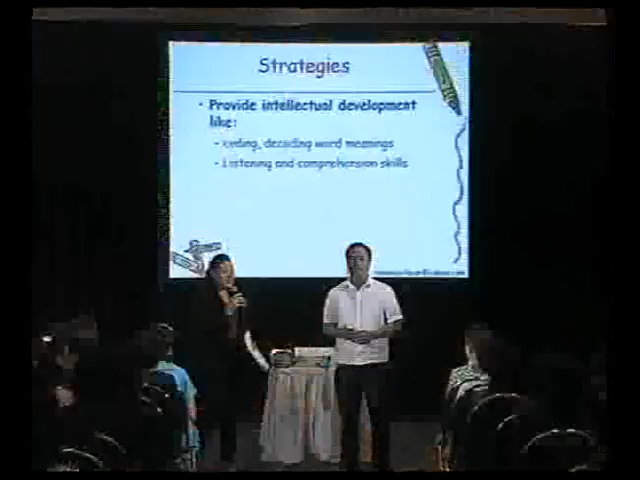 Strategies
• Provide intellectual development
like:
- decoding word meanings
- Listening and comprehension skills